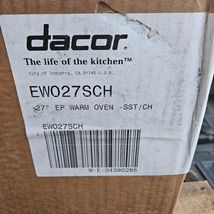 dacor.
The life of the kitchen™
City of Industry, CA 91745 U.S.A.
EWO27SCH
27" EP WARM OVEN -SST/CH
EWO27SCH
W-E-04380285